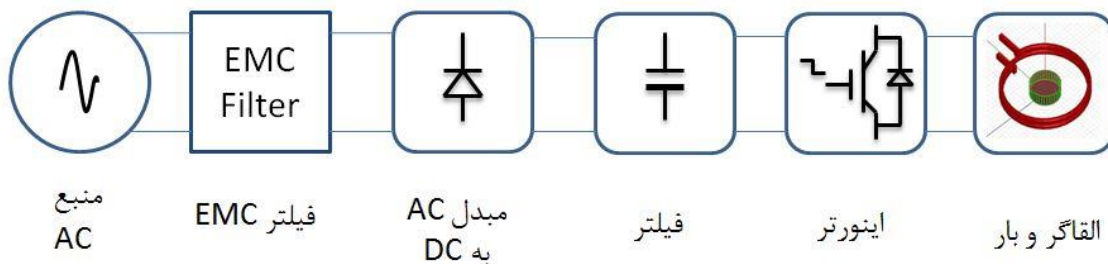 EMC
Filter
منبع
AC
فیلتر EMC
مبدل AC
به DC
فیلتر
اینورتر
القاگر و بار